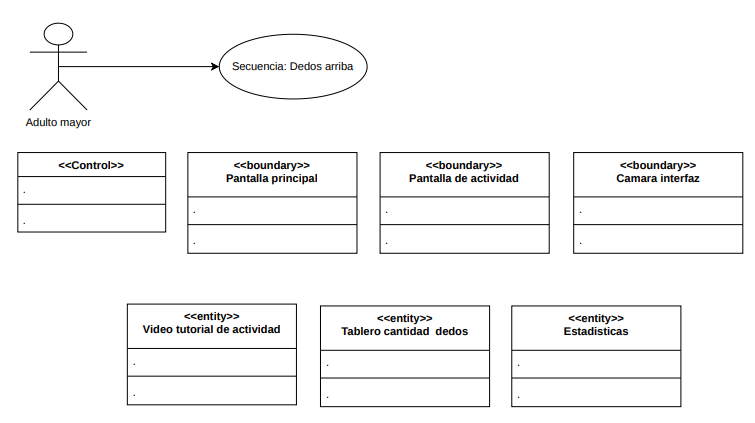 Secuencia: Dedos arriba
Adulto mayor
<<Control>>
.
.
<<boundary>>
Pantalla principal
.
.
<<boundary>>
Pantalla de actividad
.
.
<<boundary>>
Camara interfaz
.
.
<<entity>>
Video tutorial de actividad
.
.
<<entity>>
Tablero cantidad  dedos
.
.
<<entity>>
Estadisticas
.
.